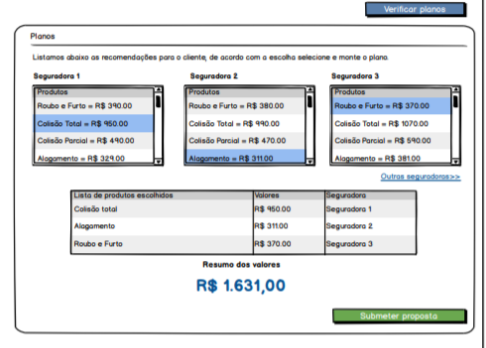 Verificar planos
Planos
Listamos abaixo as recomendações para o cliente, de acordo com a escolha selecione e monte o plano.
Seguradora 1
Produtos
Roubo e Furto = R$ 390.00
Colisão Total = R$ 950.00
Colisão Parcial = R$ 490.00
Alagamento = R$ 329.00
Seguradora 2
Produtos
Roubo e Furto = R$ 380.00
Colisão Total = R$ 990.00
Colisão Parcial = R$ 470.00
Alagamento = R$ 311.00
Seguradora 3
Produtos
Roubo e Furto = R$ 370.00
Colisão Total = R$ 1070.00
Colisão Parcial = R$ 590.00
Alagamento = R$ 381.00
Outras seguradoras>>
Lista de produtos escolhidos Valores Seguradora
Colisão total R$ 950.00 Seguradora 1
Alagamento R$ 311.00 Seguradora 2
Roubo e Furto R$ 370.00 Seguradora 3
Resumo dos valores
R$ 1.631,00
Submeter proposta